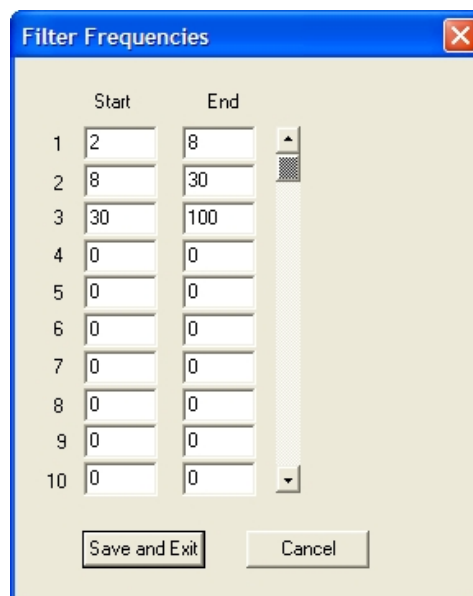 Filter Frequencies
Start End
1 2 8
2 8 30
3 30 100
4 0 0
5 0 0
6 0 0
7 0 0
8 0 0
9 0 0
10 0 0
Save and Exit Cancel